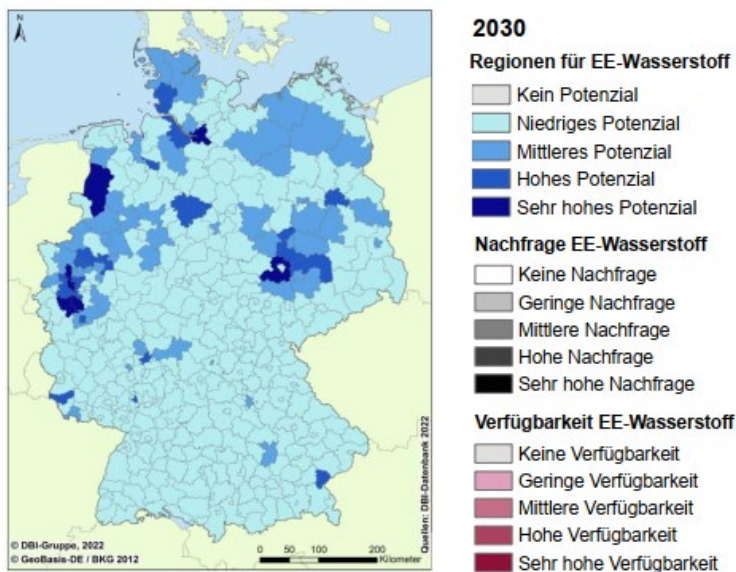 N
2030
Regionen für EE-Wasserstoff
Kein Potenzial
Niedriges Potenzial
Mittleres Potenzial
Hohes Potenzial
Sehr hohes Potenzial
Nachfrage EE-Wasserstoff
Keine Nachfrage
Geringe Nachfrage
Mittlere Nachfrage
Hohe Nachfrage
Sehr hohe Nachfrage
Verfügbarkeit EE-Wasserstoff
Keine Verfügbarkeit
Geringe Verfügbarkeit
Mittlere Verfügbarkeit
Hohe Verfügbarkeit
Sehr hohe Verfügbarkeit
Quellen: DBI-Datenbank 2022
© DBI-Gruppe, 2022
© GeoBasis-DE / BKG 2012
0 50 100 200
Kilometer